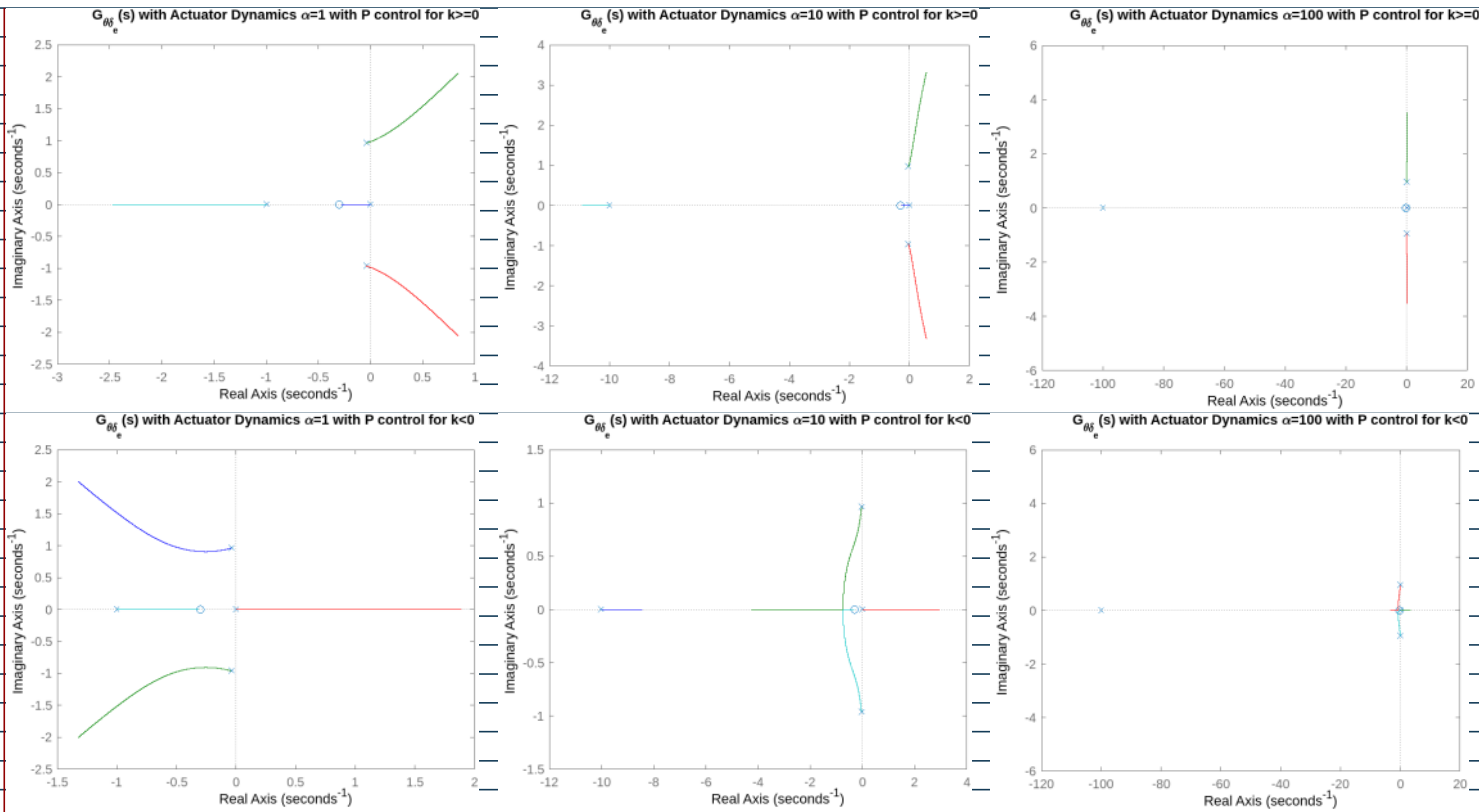 G_θδ_e (s) with Actuator Dynamics α=1 with P control for k>=0
2.5
2
1.5
1
0.5
0
-0.5
-1
-1.5
-2
-2.5
Imaginary Axis (seconds⁻¹)
-3 -2.5 -2 -1.5 -1 -0.5 0 0.5 1
Real Axis (seconds⁻¹)
G_θδ_e (s) with Actuator Dynamics α=10 with P control for k>=0
4
3
2
1
0
-1
-2
-3
-4
Imaginary Axis (seconds⁻¹)
-12 -10 -8 -6 -4 -2 0 2
Real Axis (seconds⁻¹)
G_θδ_e (s) with Actuator Dynamics α=100 with P control for k>=0
6
4
2
0
-2
-4
-6
Imaginary Axis (seconds⁻¹)
-120 -100 -80 -60 -40 -20 0 20
Real Axis (seconds⁻¹)
G_θδ_e (s) with Actuator Dynamics α=1 with P control for k<0
2.5
2
1.5
1
0.5
0
-0.5
-1
-1.5
-2
-2.5
Imaginary Axis (seconds⁻¹)
-1.5 -1 -0.5 0 0.5 1 1.5 2
Real Axis (seconds⁻¹)
G_θδ_e (s) with Actuator Dynamics α=10 with P control for k<0
1.5
1
0.5
0
-0.5
-1
-1.5
Imaginary Axis (seconds⁻¹)
-12 -10 -8 -6 -4 -2 0 2 4
Real Axis (seconds⁻¹)
G_θδ_e (s) with Actuator Dynamics α=100 with P control for k<0
6
4
2
0
-2
-4
-6
Imaginary Axis (seconds⁻¹)
-120 -100 -80 -60 -40 -20 0 20
Real Axis (seconds⁻¹)